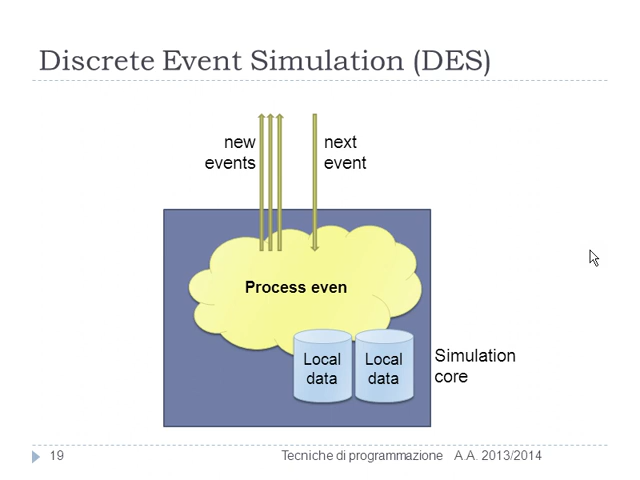 Discrete Event Simulation (DES)
new
events
next
event
Process even
Local
data
Local
data
Simulation
core
19
Tecniche di programmazione A.A. 2013/2014